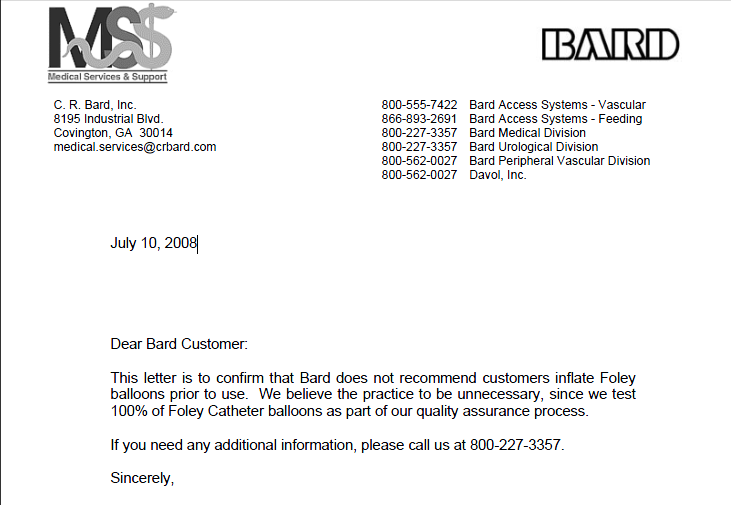 MSS
BARD
Medical Services & Support
C. R. Bard, Inc.
8195 Industrial Blvd.
Covington, GA  30014
medical.services@crbard.com
800-555-7422 Bard Access Systems - Vascular
866-893-2691 Bard Access Systems - Feeding
800-227-3357 Bard Medical Division
800-227-3357 Bard Urological Division
800-562-0027 Bard Peripheral Vascular Division
800-562-0027 Davol, Inc.
July 10, 2008
Dear Bard Customer:
This letter is to confirm that Bard does not recommend customers inflate Foley
balloons prior to use.  We believe the practice to be unnecessary, since we test
100% of Foley Catheter balloons as part of our quality assurance process.
If you need any additional information, please call us at 800-227-3357.
Sincerely,